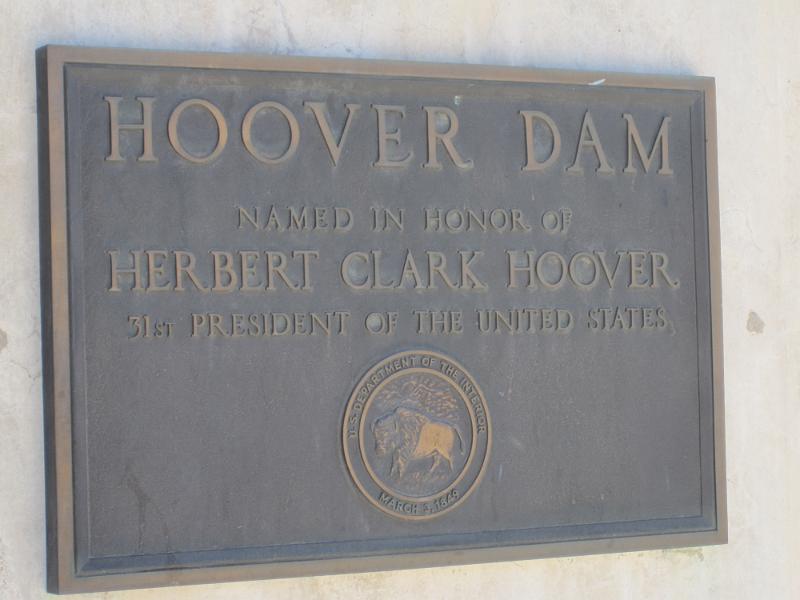 HOOVER DAM
NAMED IN HONOR OF
HERBERT CLARK HOOVER
31ST PRESIDENT OF THE UNITED STATES
U.S. DEPARTMENT OF THE INTERIOR
MARCH 3, 1849